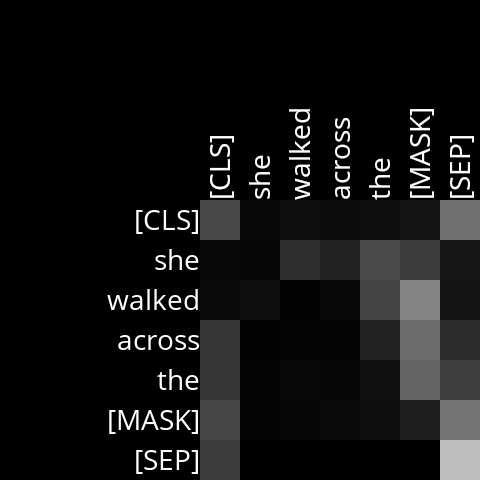 [CLS] she walked across the [MASK] [SEP]
[CLS]
she
walked
across
the
[MASK]
[SEP]